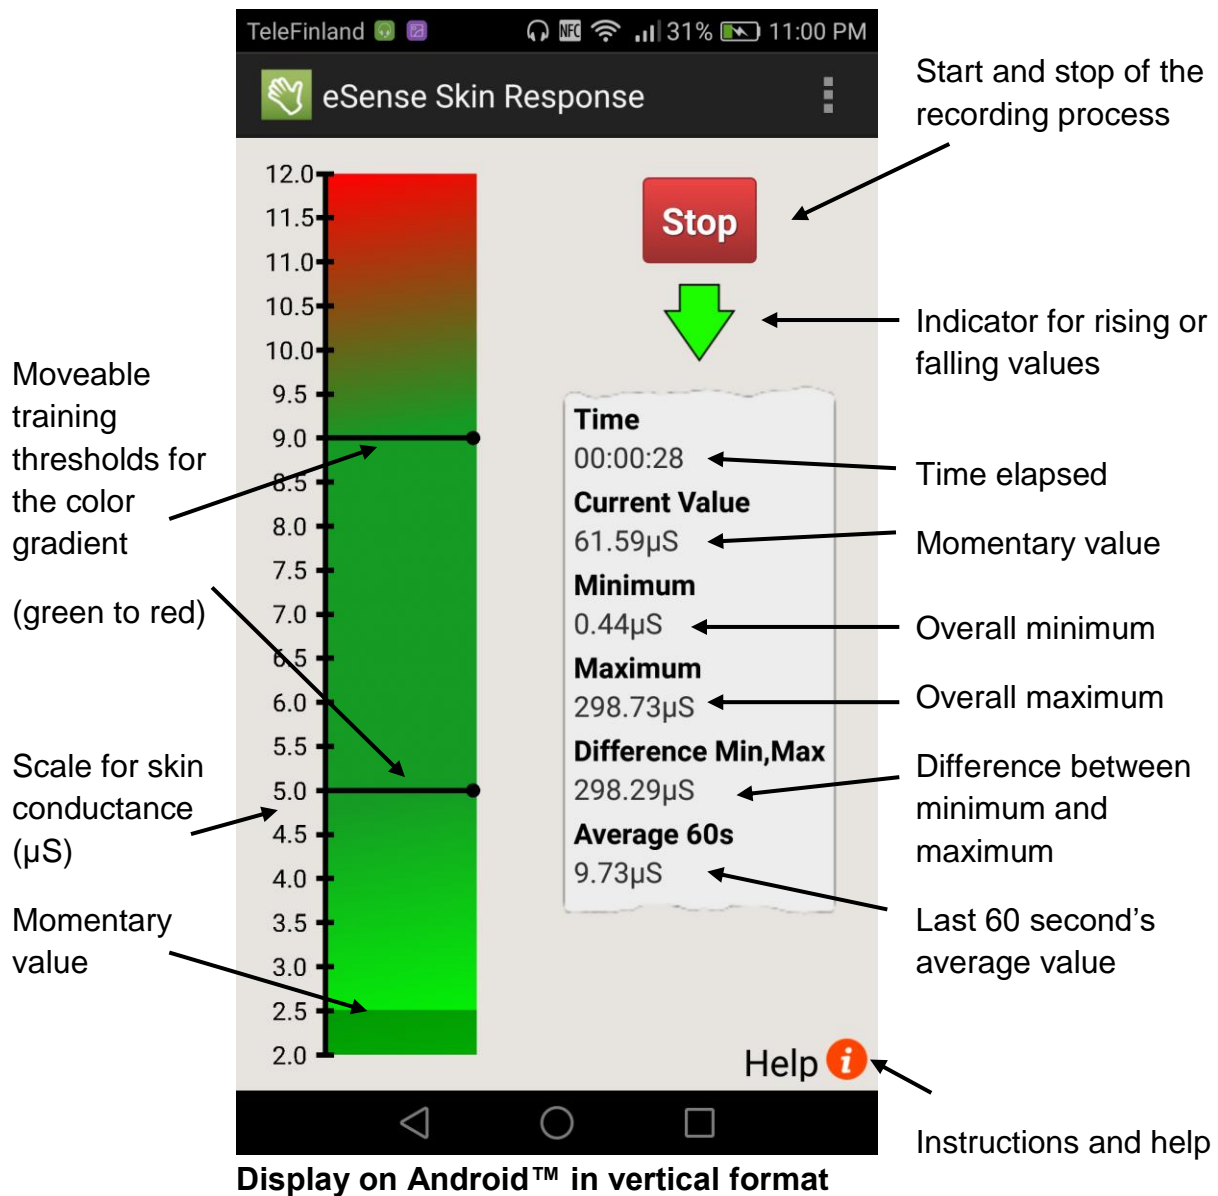 TeleFinland
NFC
31%
11:00 PM
eSense Skin Response
Start and stop of the
recording process
12.0
11.5
11.0
10.5
10.0
9.5
9.0
8.5
8.0
7.5
7.0
6.5
6.0
5.5
5.0
4.5
4.0
3.5
3.0
2.5
2.0
Moveable
training
thresholds for
the color
gradient
(green to red)
Scale for skin
conductance
(µS)
Momentary
value
Stop
Indicator for rising or
falling values
Time
00:00:28
Time elapsed
Current Value
61.59µS
Momentary value
Minimum
0.44µS
Overall minimum
Maximum
298.73µS
Overall maximum
Difference Min,Max
298.29µS
Difference between
minimum and
maximum
Average 60s
9.73µS
Last 60 second’s
average value
Help i
Instructions and help
Display on Android™ in vertical format